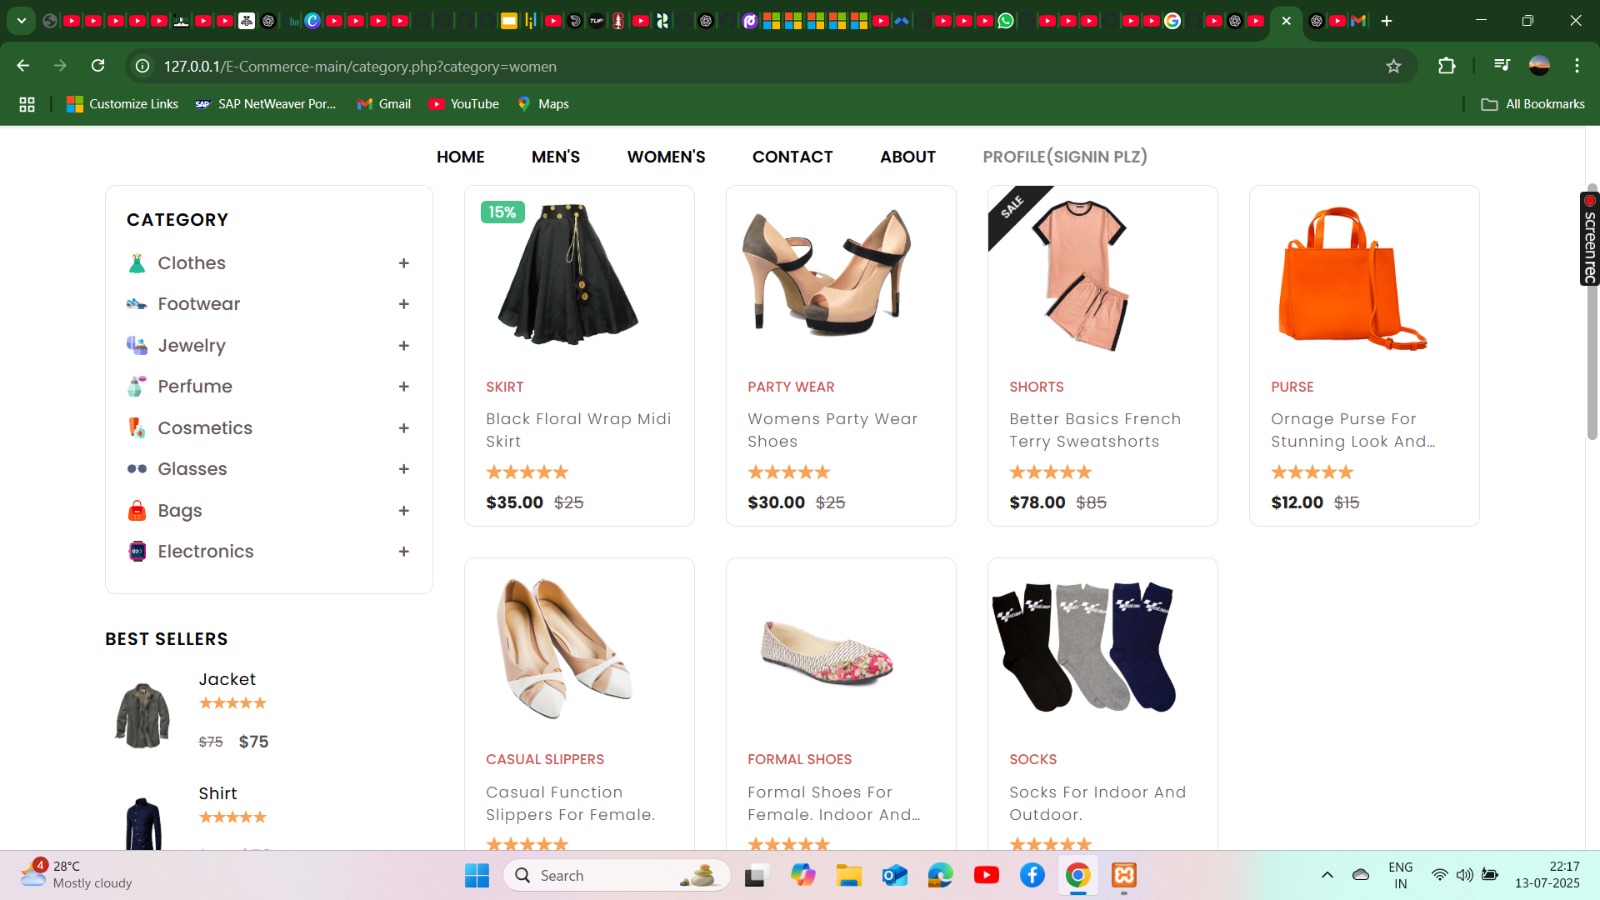 127.0.0.1/E-Commerce-main/category.php?category=women
Customize Links
SAP NetWeaver Por...
Gmail
YouTube
Maps
All Bookmarks
HOME
MEN'S
WOMEN'S
CONTACT
ABOUT
PROFILE(SIGNIN PLZ)
CATEGORY
Clothes +
Footwear +
Jewelry +
Perfume +
Cosmetics +
Glasses +
Bags +
Electronics +
BEST SELLERS
Jacket
$75 $75
Shirt
15%
SKIRT
Black Floral Wrap Midi
Skirt
$35.00 $25
PARTY WEAR
Womens Party Wear
Shoes
$30.00 $25
SALE
SHORTS
Better Basics French
Terry Sweatshorts
$78.00 $85
PURSE
Ornage Purse For
Stunning Look And...
$12.00 $15
CASUAL SLIPPERS
Casual Function
Slippers For Female.
FORMAL SHOES
Formal Shoes For
Female. Indoor And...
SOCKS
Socks For Indoor And
Outdoor.
screenrec
4
28°C
Mostly cloudy
Search
ENG
IN
22:17
13-07-2025